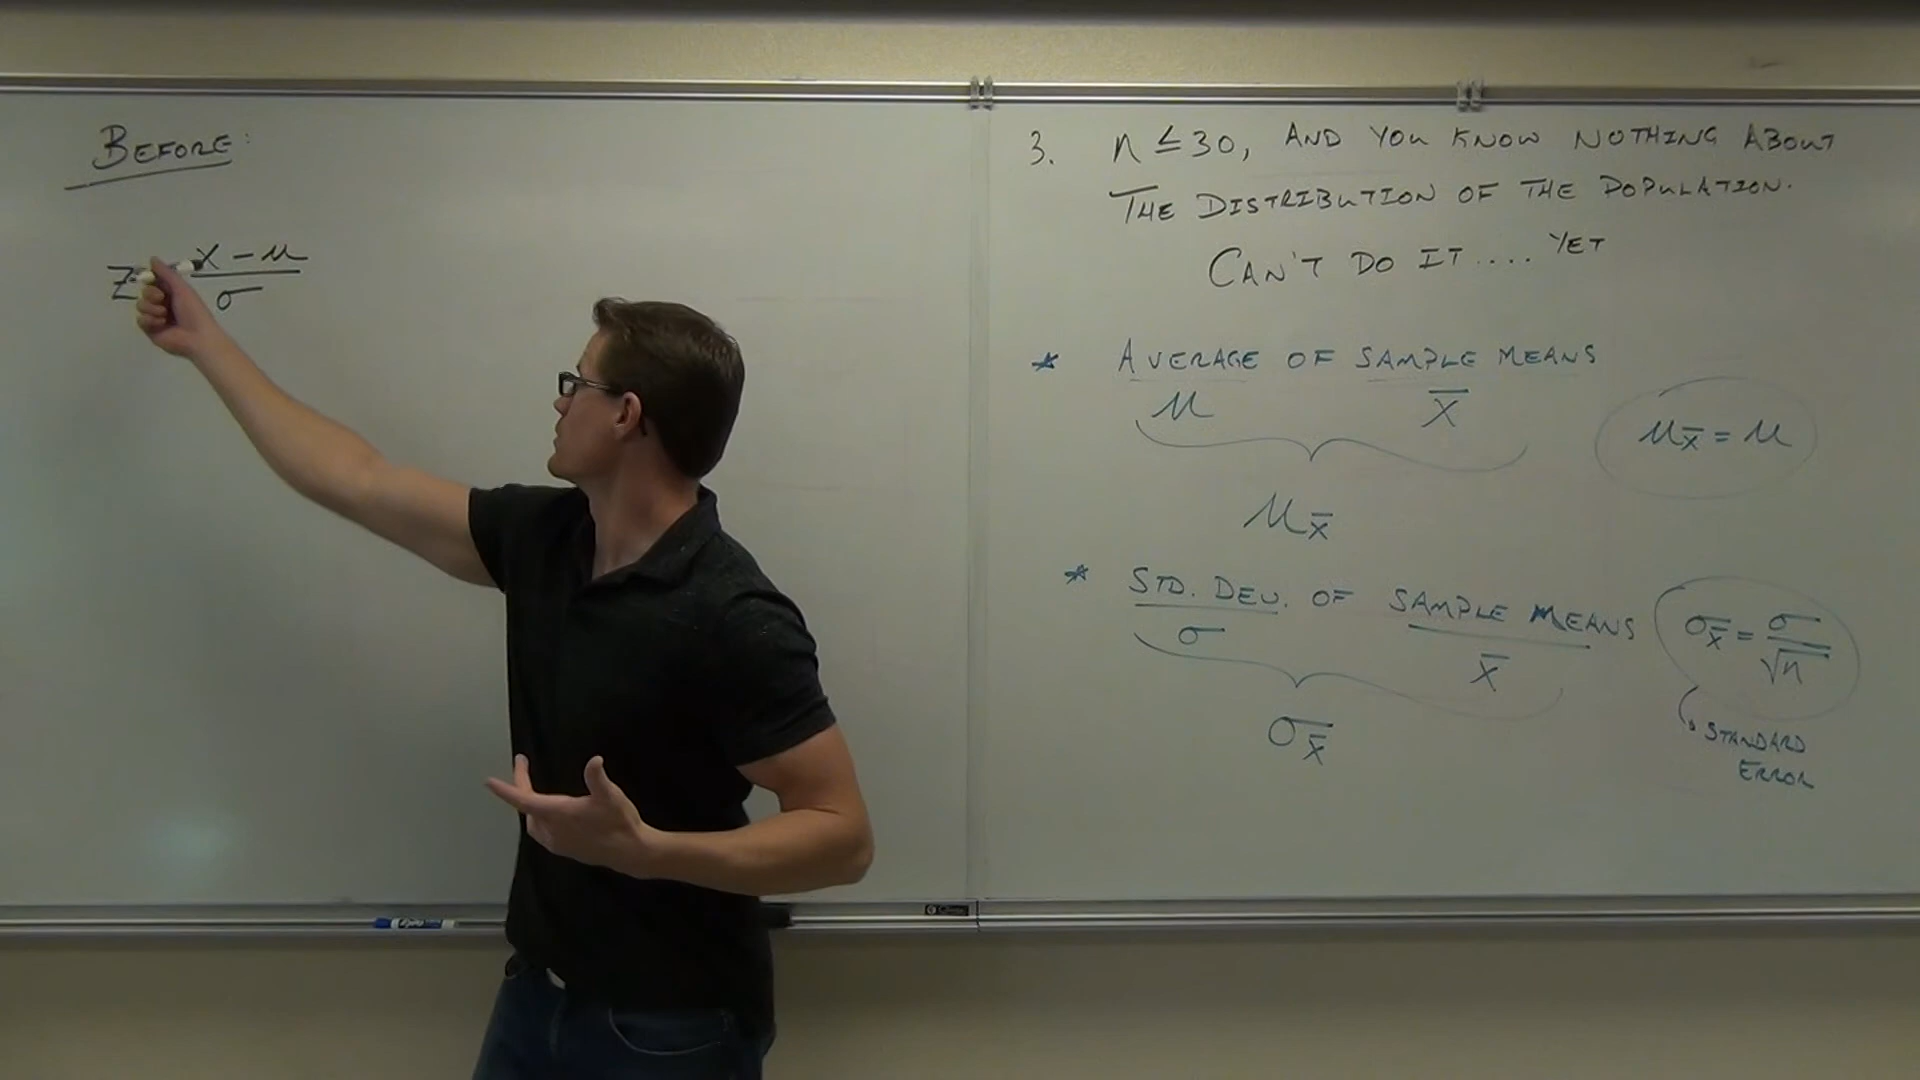 BEFORE:
Z = x - μ / σ
3. n ≤ 30, AND YOU KNOW NOTHING ABOUT
THE DISTRIBUTION OF THE POPULATION.
CAN'T DO IT.... YET
* AVERAGE OF SAMPLE MEANS
μ x̄
μx̄ = μ
μx̄
* STD. DEV. OF SAMPLE MEANS
σ x̄
σx̄ = σ / √n
σx̄
STANDARD
ERROR